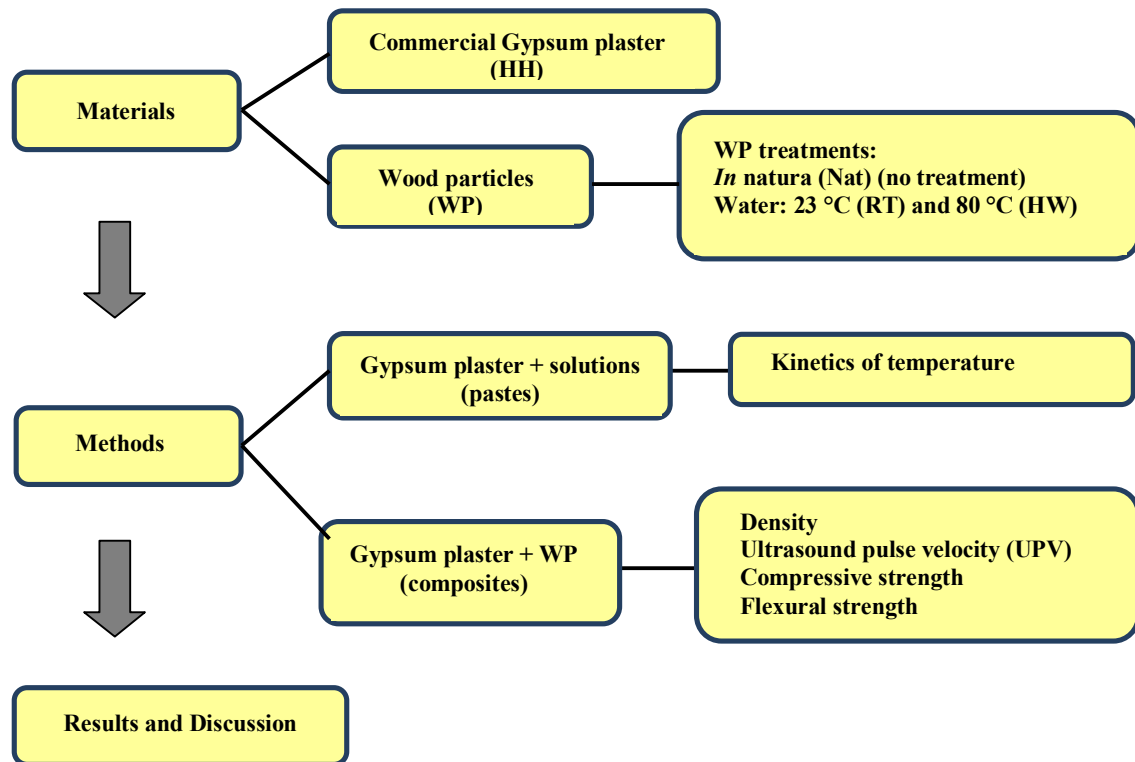 Materials
Commercial Gypsum plaster
(HH)
Wood particles
(WP)
WP treatments:
In natura (Nat) (no treatment)
Water: 23 °C (RT) and 80 °C (HW)
Methods
Gypsum plaster + solutions
(pastes)
Kinetics of temperature
Gypsum plaster + WP
(composites)
Density
Ultrasound pulse velocity (UPV)
Compressive strength
Flexural strength
Results and Discussion